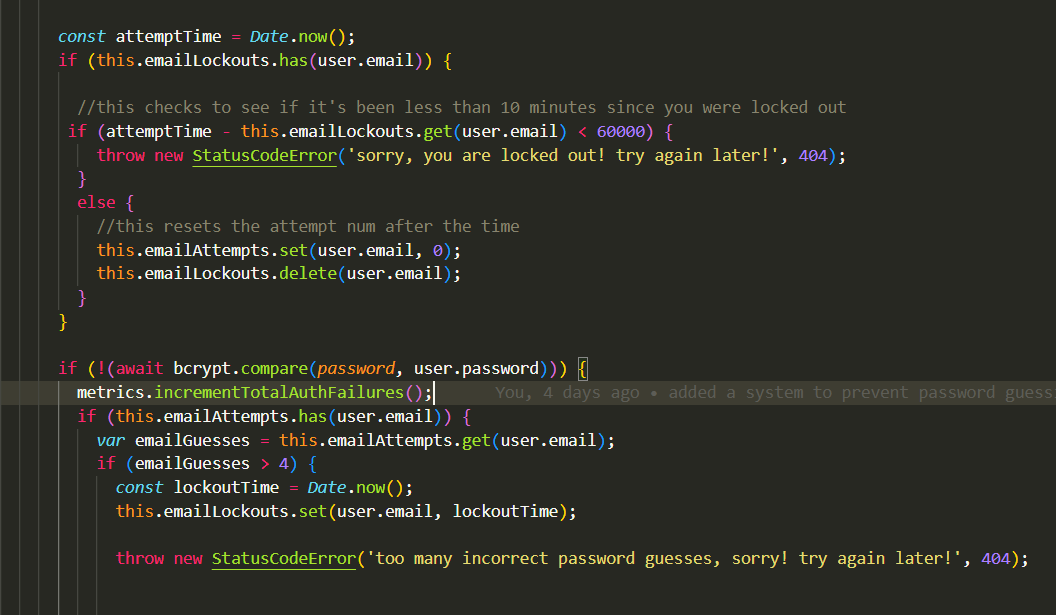 const attemptTime = Date.now();
if (this.emailLockouts.has(user.email)) {
//this checks to see if it's been less than 10 minutes since you were locked out
if (attemptTime - this.emailLockouts.get(user.email) < 60000) {
throw new StatusCodeError('sorry, you are locked out! try again later!', 404);
}
else {
//this resets the attempt num after the time
this.emailAttempts.set(user.email, 0);
this.emailLockouts.delete(user.email);
}
}
if (!(await bcrypt.compare(password, user.password))) {
metrics.incrementTotalAuthFailures(); You, 4 days ago • added a system to prevent password guess
if (this.emailAttempts.has(user.email)) {
var emailGuesses = this.emailAttempts.get(user.email);
if (emailGuesses > 4) {
const lockoutTime = Date.now();
this.emailLockouts.set(user.email, lockoutTime);
throw new StatusCodeError('too many incorrect password guesses, sorry! try again later!', 404);